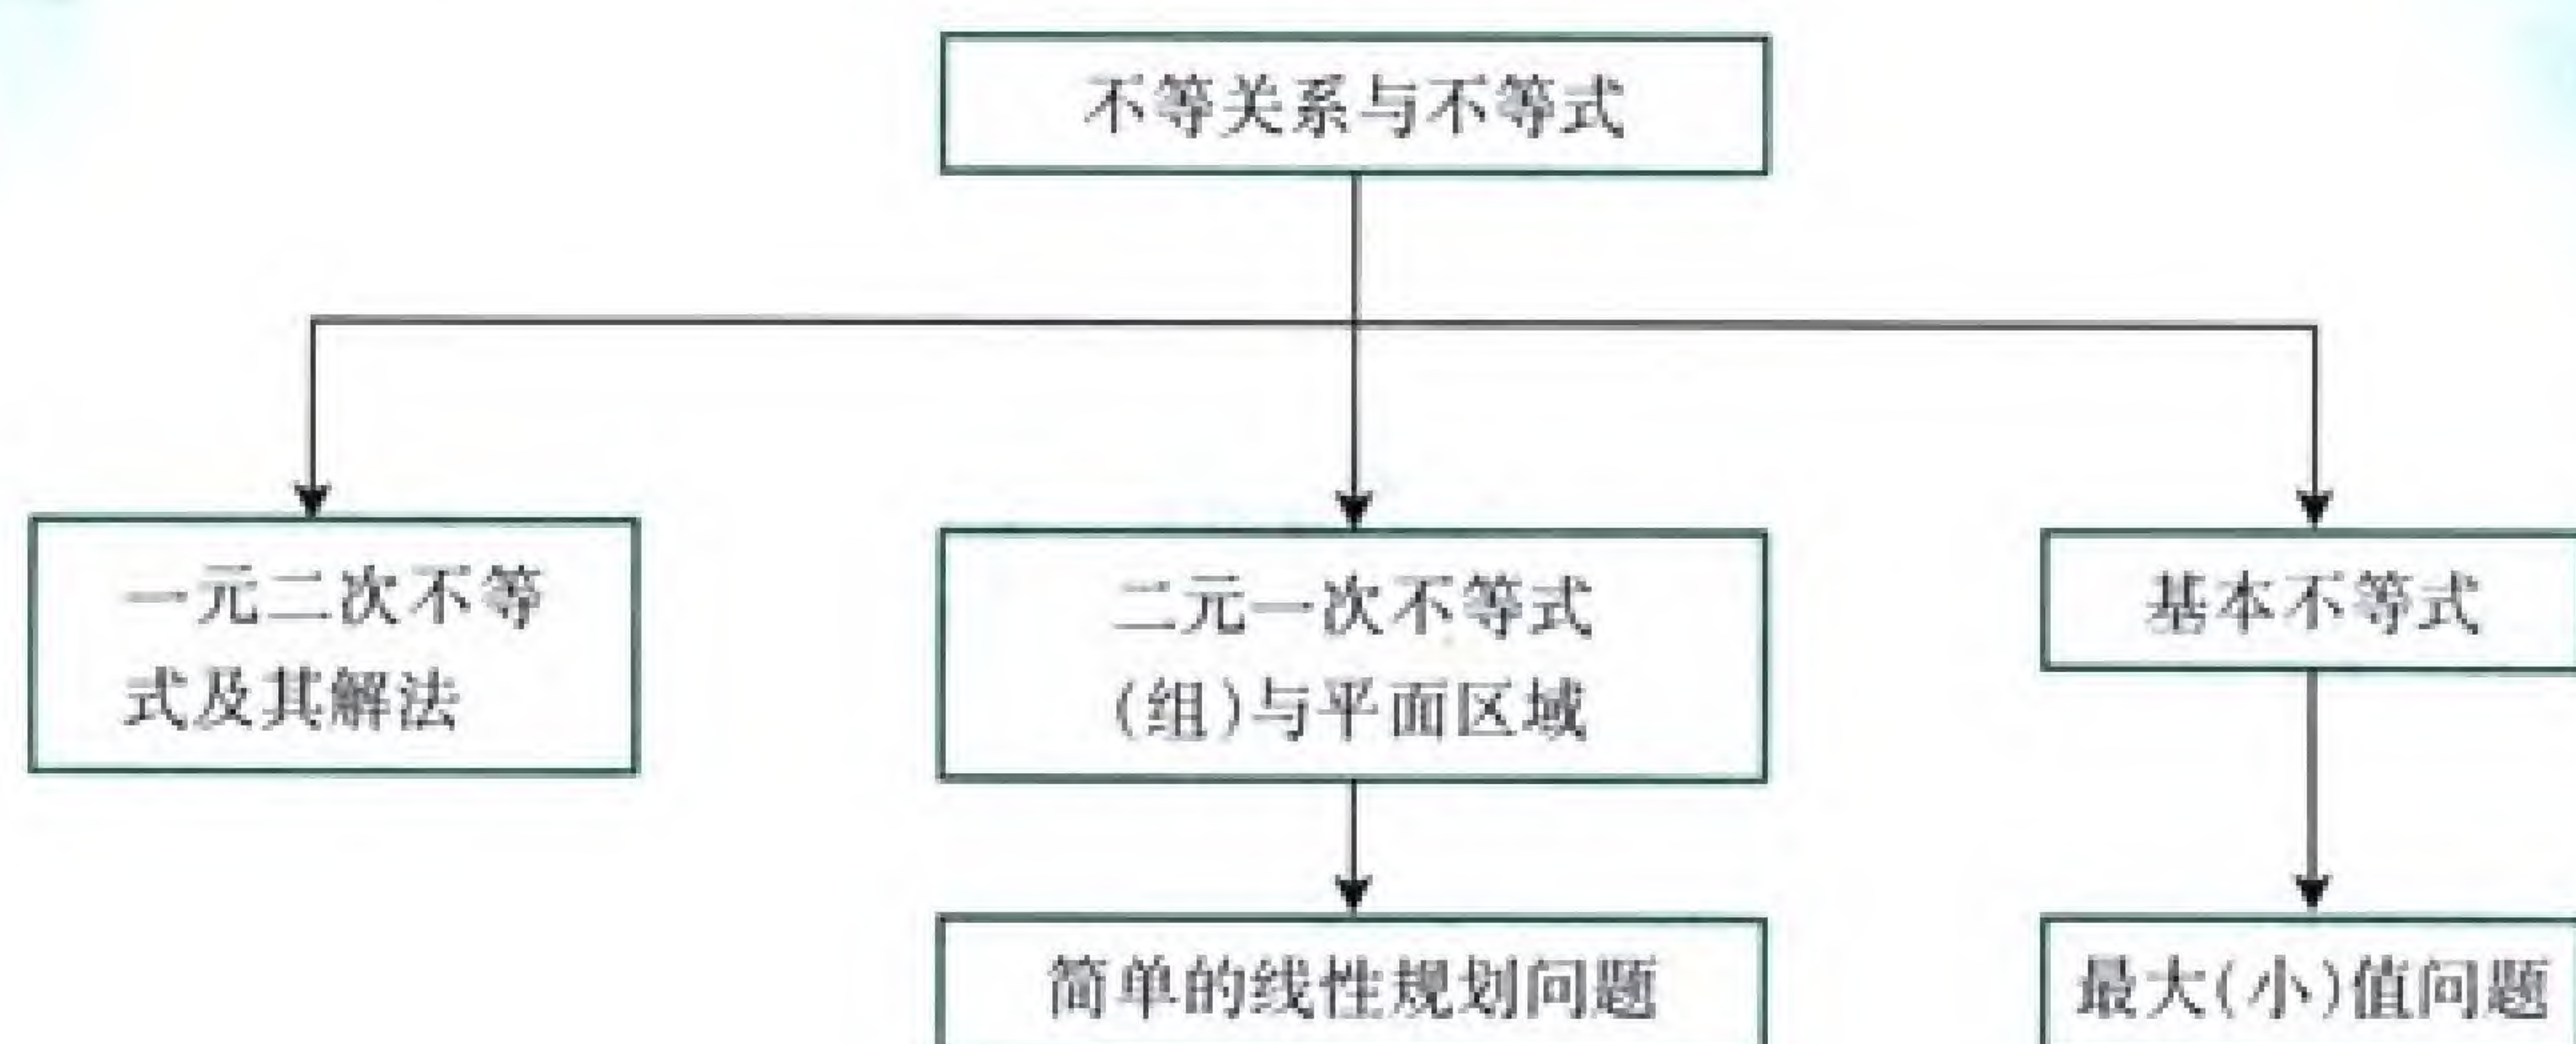 不等关系与不等式
一元二次不等
式及其解法
二元一次不等式
(组)与平面区域
基本不等式
简单的线性规划问题
最大(小)值问题